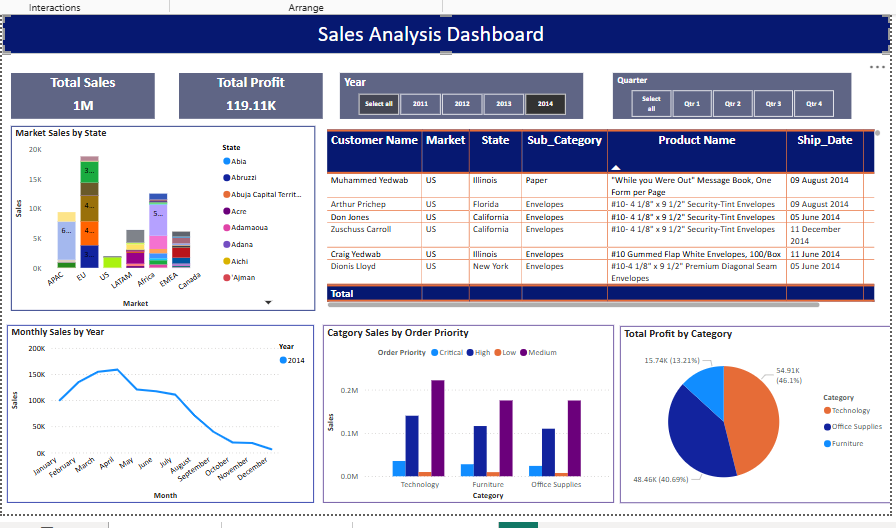 Interactions
Arrange
Sales Analysis Dashboard
Total Sales
1M
Total Profit
119.11K
Year
Select all
2011
2012
2013
2014
Quarter
Select
all
Qtr 1
Qtr 2
Qtr 3
Qtr 4
Market Sales by State
20K
15K
10K
5K
0K
Sales
6...
3...
4...
4...
3...
5...
APAC
EU
US
LATAM
Africa
EMEA
Canada
Market
State
Abia
Abruzzi
Abuja Capital Territ...
Acre
Adamaoua
Adana
Aichi
'Ajman
Customer Name Market State Sub_Category Product Name Ship_Date
Muhammed Yedwab US Illinois Paper "While you Were Out" Message Book, One 09 August 2014
Form per Page
Arthur Prichep US Florida Envelopes #10- 4 1/8" x 9 1/2" Security-Tint Envelopes 09 August 2014
Don Jones US California Envelopes #10- 4 1/8" x 9 1/2" Security-Tint Envelopes 05 June 2014
Zuschuss Carroll US California Envelopes #10- 4 1/8" x 9 1/2" Security-Tint Envelopes 11 December
2014
Craig Yedwab US Illinois Envelopes #10 Gummed Flap White Envelopes, 100/Box 11 June 2014
Dionis Lloyd US New York Envelopes #10-4 1/8" x 9 1/2" Premium Diagonal Seam 05 June 2014
Envelopes
Total
Monthly Sales by Year
200K
150K
100K
50K
0K
Sales
January
February
March
April
May
June
July
August
September
October
November
December
Month
Year
2014
Catgory Sales by Order Priority
Order Priority Critical High Low Medium
0.2M
0.1M
0.0M
Sales
Technology
Furniture
Office Supplies
Category
Total Profit by Category
15.74K (13.21%)
54.91K
(46.1%)
48.46K (40.69%)
Category
Technology
Office Supplies
Furniture